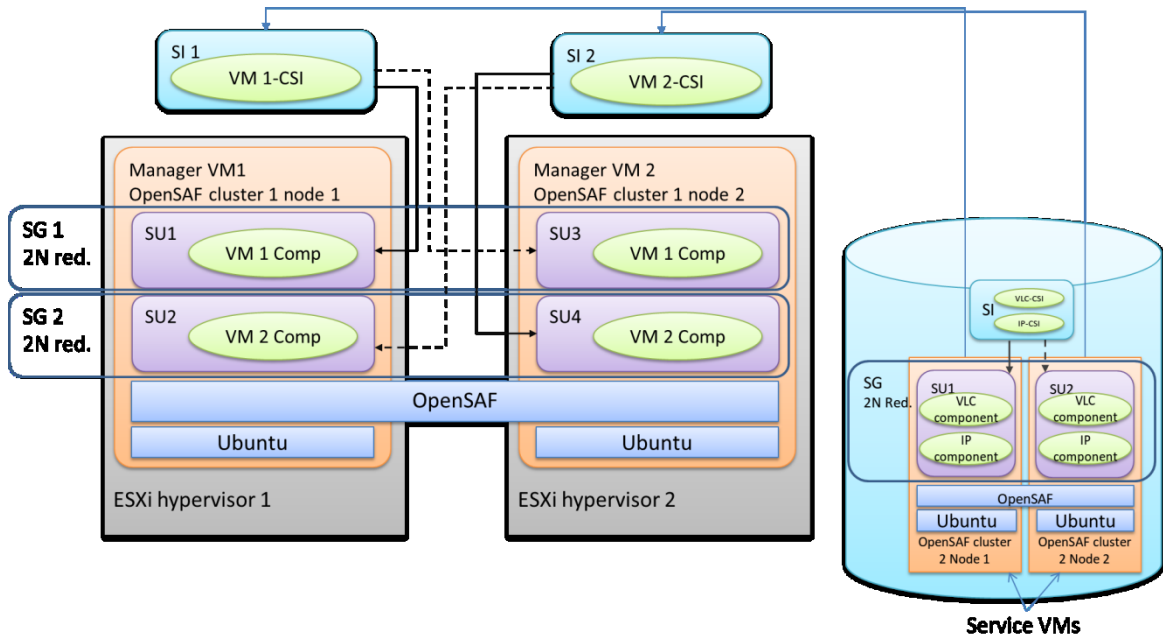 SI 1
VM 1-CSI
SI 2
VM 2-CSI
Manager VM1
OpenSAF cluster 1 node 1
Manager VM 2
OpenSAF cluster 1 node 2
SG 1
2N red.
SU1
VM 1 Comp
SU3
VM 1 Comp
SG 2
2N red.
SU2
VM 2 Comp
SU4
VM 2 Comp
OpenSAF
Ubuntu
Ubuntu
ESXi hypervisor 1
ESXi hypervisor 2
VLC-CSI
SI
IP-CSI
SG
2N Red.
SU1
VLC
component
IP
component
SU2
VLC
component
IP
component
OpenSAF
Ubuntu
Ubuntu
OpenSAF cluster
2 Node 1
OpenSAF cluster
2 Node 2
Service VMs